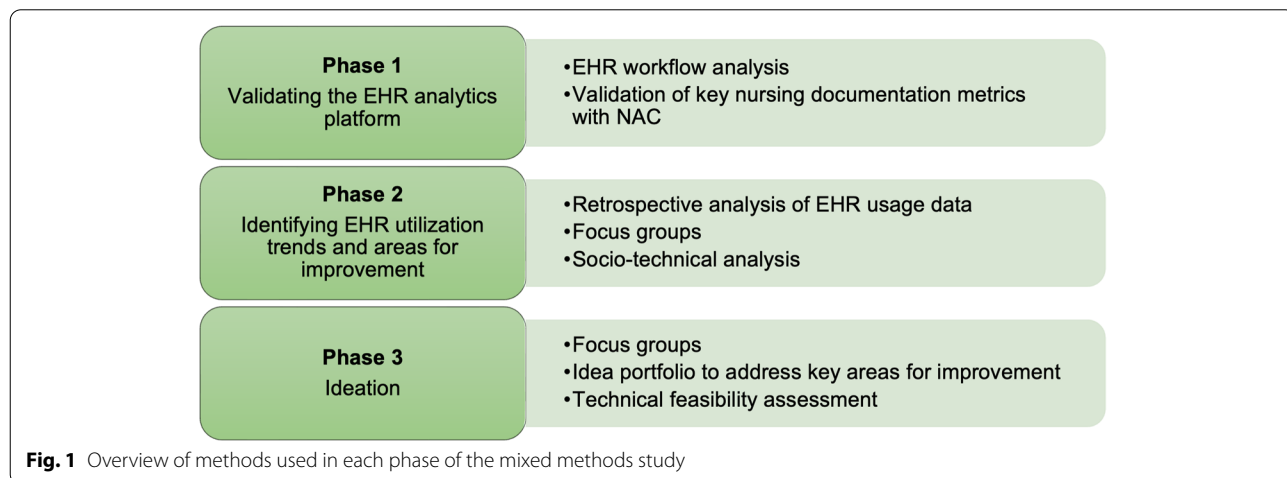 Phase 1
Validating the EHR analytics
platform
•EHR workflow analysis
•Validation of key nursing documentation metrics
with NAC
Phase 2
Identifying EHR utilization
trends and areas for
improvement
•Retrospective analysis of EHR usage data
•Focus groups
•Socio-technical analysis
Phase 3
Ideation
•Focus groups
•Idea portfolio to address key areas for improvement
•Technical feasibility assessment
Fig. 1 Overview of methods used in each phase of the mixed methods study